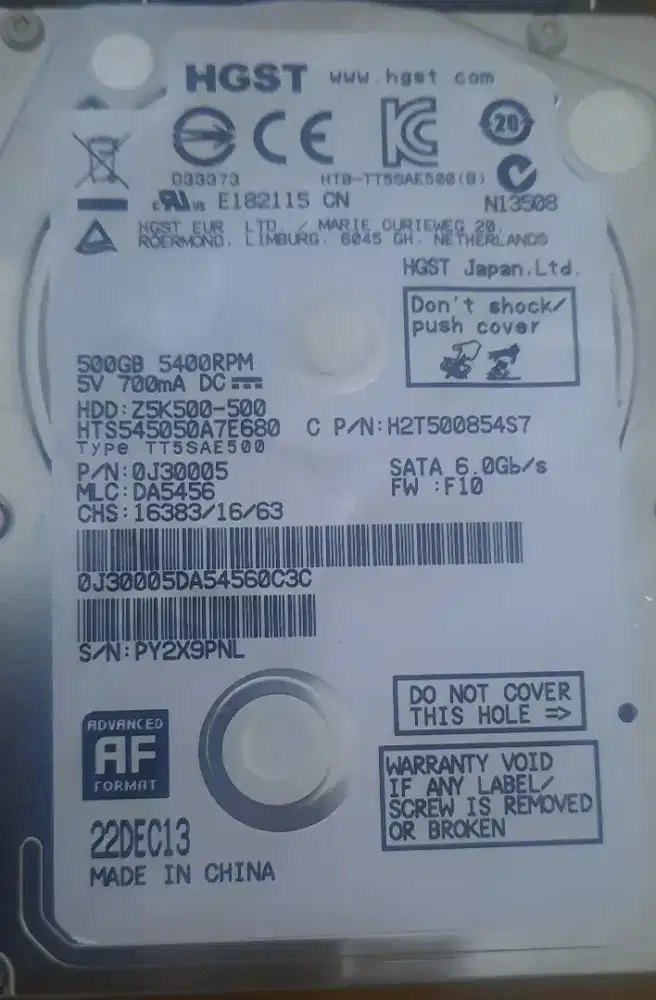 HGST www.hgst.com
20
D33373 HTB-TT5SAE500(B)
c UL us E182115 CN N13508
HGST EUR LTD. / MARIE CURIEWEG 20,
ROERMOND, LIMBURG, 6045 GH, NETHERLANDS
HGST Japan,Ltd.
Don't shock/
push cover
500GB 5400RPM
5V 700mA DC
HDD:Z5K500-500
HTS545050A7E680 C P/N:H2T500854S7
Type TT5SAE500
P/N:0J30005 SATA 6.0Gb/s
MLC:DA5456 FW :F10
CHS:16383/16/63
0J30005DA54560C3C
S/N:PY2X9PNL
DO NOT COVER
THIS HOLE =>
ADVANCED
AF
FORMAT
WARRANTY VOID
IF ANY LABEL/
SCREW IS REMOVED
OR BROKEN
22DEC13
MADE IN CHINA